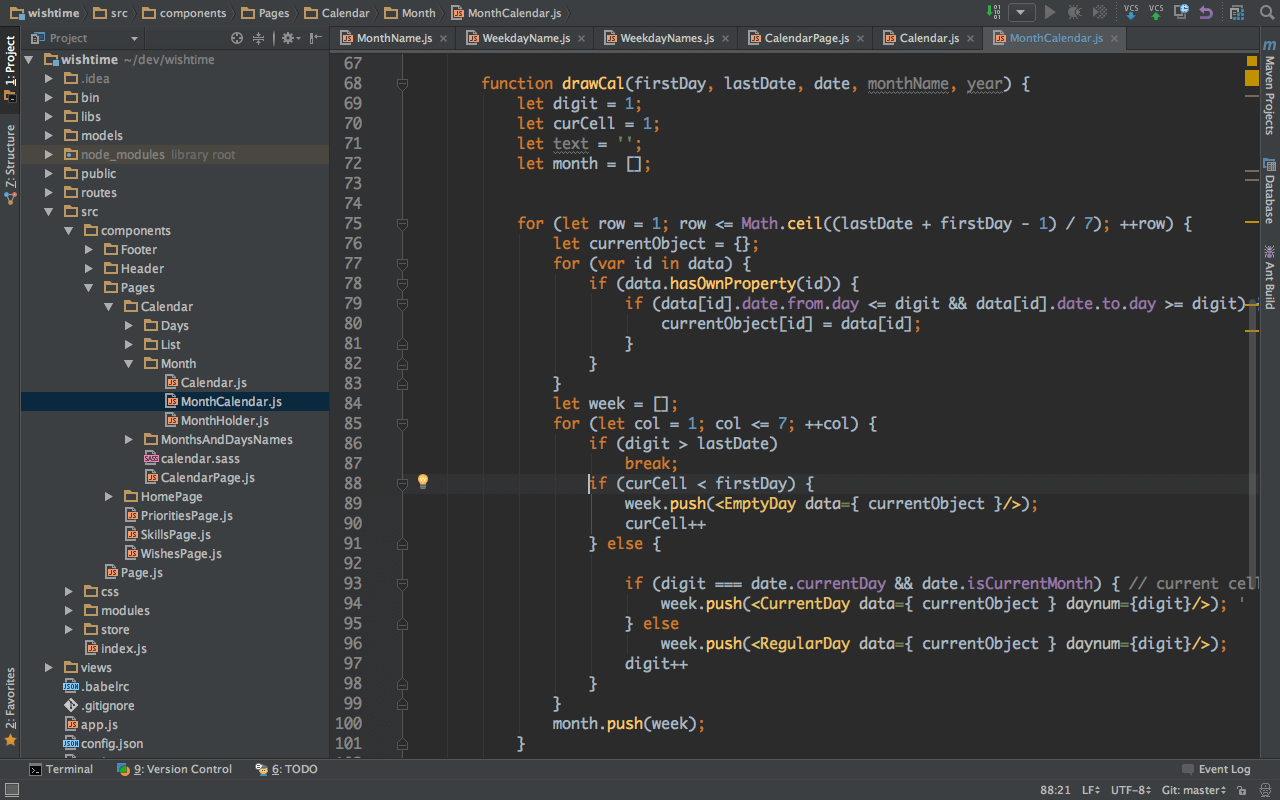 wishtime src components Pages Calendar Month MonthCalendar.js
VCS VCS
1: Project
7: Structure
2: Favorites
Project
wishtime ~/dev/wishtime
.idea
bin
libs
models
node_modules library root
public
routes
src
components
Footer
Header
Pages
Calendar
Days
List
Month
Calendar.js
MonthCalendar.js
MonthHolder.js
MonthsAndDaysNames
calendar.sass
CalendarPage.js
HomePage
PrioritiesPage.js
SkillsPage.js
WishesPage.js
Page.js
css
modules
store
index.js
views
.babelrc
.gitignore
app.js
config.json
MonthName.js WeekdayName.js WeekdayNames.js CalendarPage.js Calendar.js MonthCalendar.js
67
68 function drawCal(firstDay, lastDate, date, monthName, year) {
69 let digit = 1;
70 let curCell = 1;
71 let text = '';
72 let month = [];
73
74
75 for (let row = 1; row <= Math.ceil((lastDate + firstDay - 1) / 7); ++row) {
76 let currentObject = {};
77 for (var id in data) {
78 if (data.hasOwnProperty(id)) {
79 if (data[id].date.from.day <= digit && data[id].date.to.day >= digit)
80 currentObject[id] = data[id];
81 }
82 }
83 }
84 let week = [];
85 for (let col = 1; col <= 7; ++col) {
86 if (digit > lastDate)
87 break;
88 if (curCell < firstDay) {
89 week.push(<EmptyDay data={ currentObject }/>);
90 curCell++
91 } else {
92
93 if (digit === date.currentDay && date.isCurrentMonth) { // current cel
94 week.push(<CurrentDay data={ currentObject } daynum={digit}/>); '
95 } else
96 week.push(<RegularDay data={ currentObject } daynum={digit}/>);
97 digit++
98 }
99 }
100 month.push(week);
101 }
Maven Projects
Database
Ant Build
Terminal 9: Version Control 6: TODO Event Log
88:21 LF UTF-8 Git: master